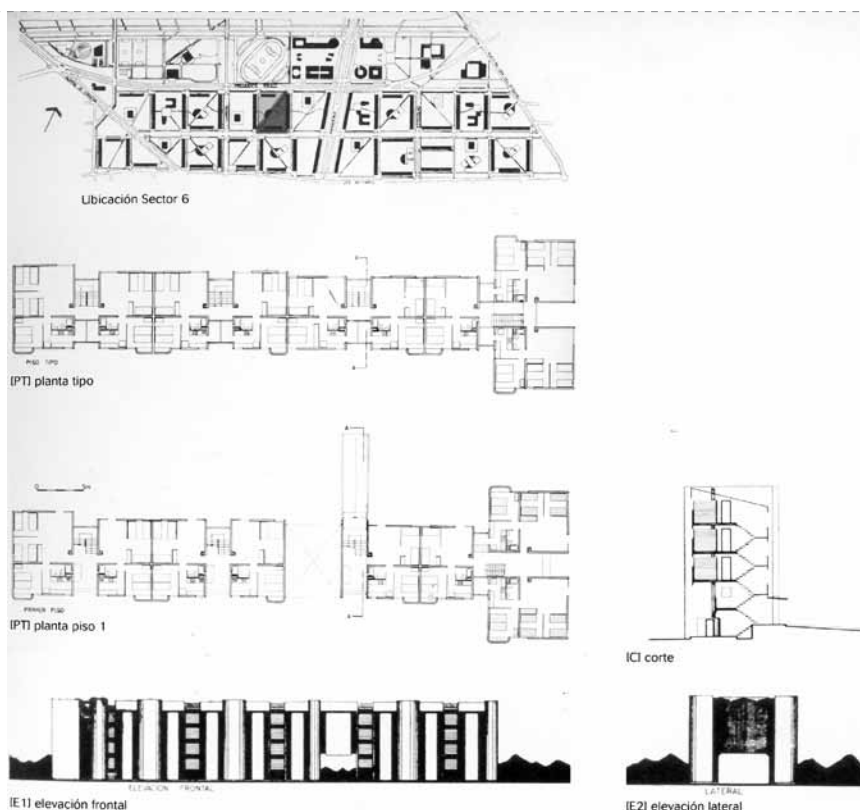 Ubicación Sector 6
PISO TIPO
[PT] planta tipo
PRIMER PISO
[PT] planta piso 1
[C] corte
ELEVACION FRONTAL
[E1] elevación frontal
LATERAL
[E2] elevación lateral